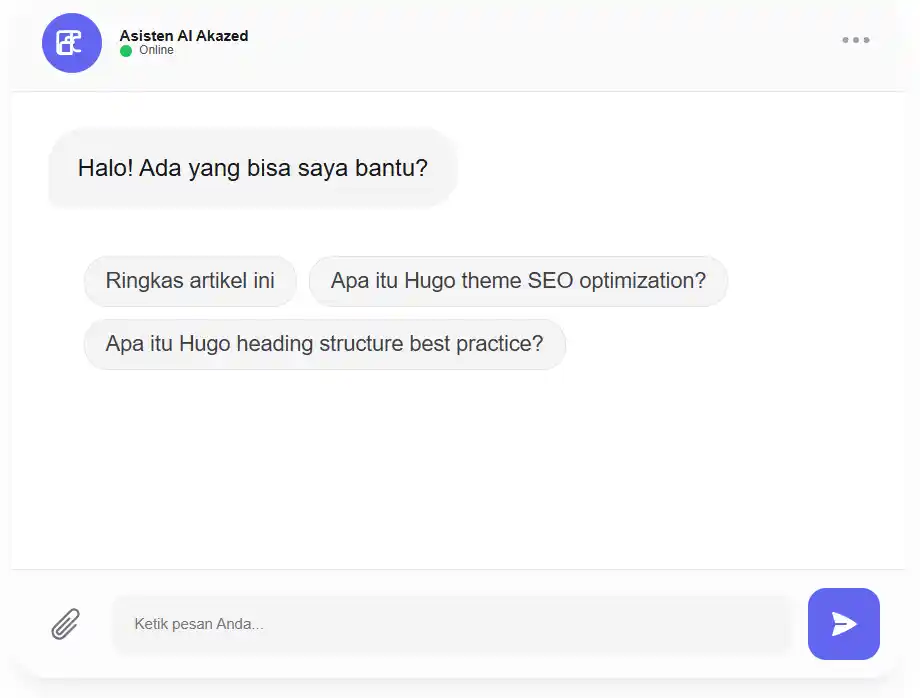 Asisten AI Akazed
Online
Halo! Ada yang bisa saya bantu?
Ringkas artikel ini
Apa itu Hugo theme SEO optimization?
Apa itu Hugo heading structure best practice?
Ketik pesan Anda...